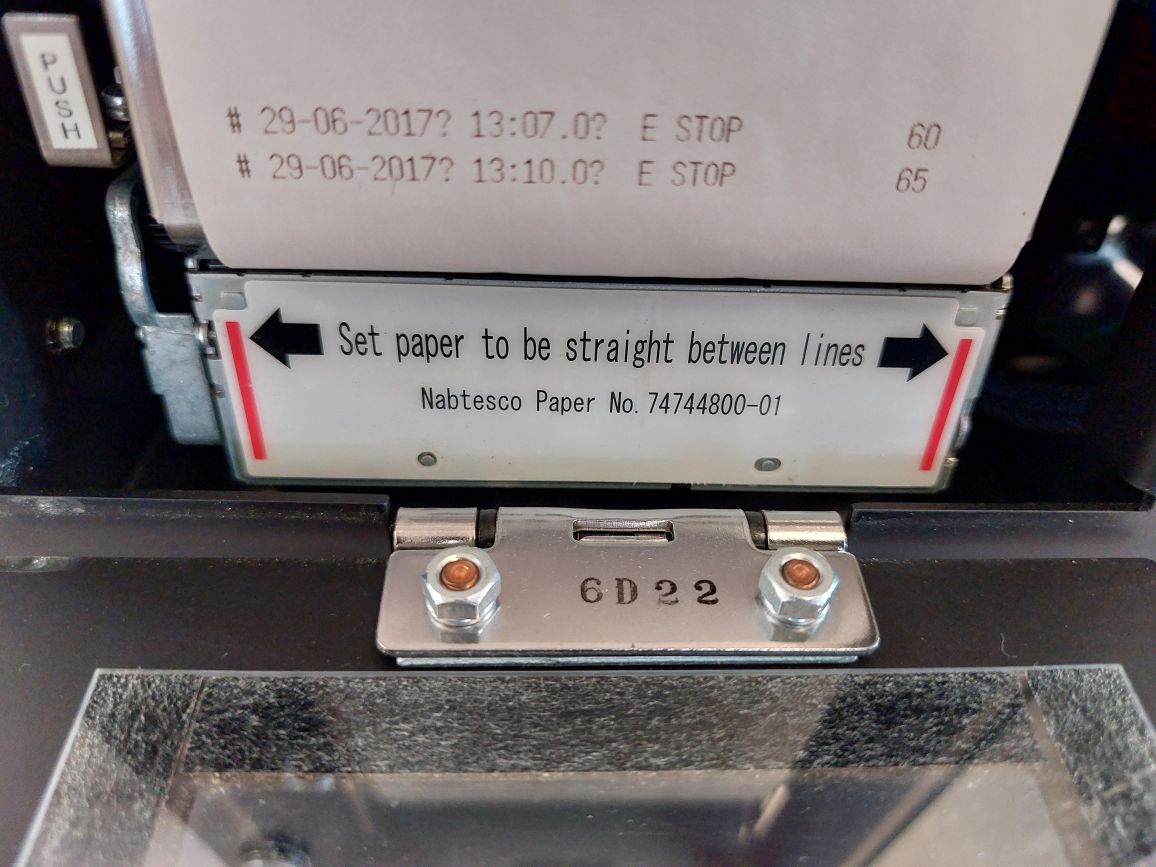 PUSH
# 29-06-2017? 13:07.0? E STOP 60
# 29-06-2017? 13:10.0? E STOP 65
Set paper to be straight between lines
Nabtesco Paper No. 74744800-01
6D22